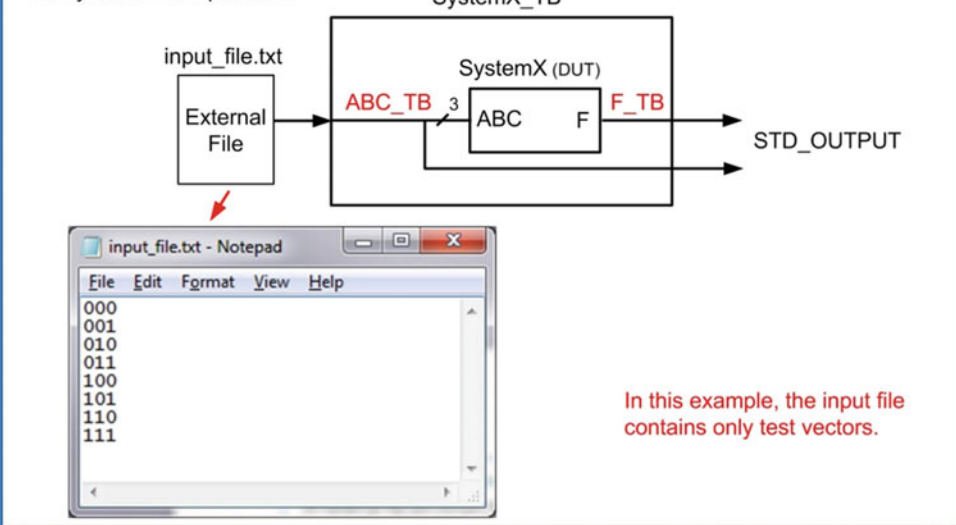 SystemX_TB
input_file.txt
SystemX (DUT)
External
File
ABC_TB
3
ABC
F
F_TB
STD_OUTPUT
input_file.txt - Notepad
File Edit Format View Help
000
001
010
011
100
101
110
111
In this example, the input file
contains only test vectors.